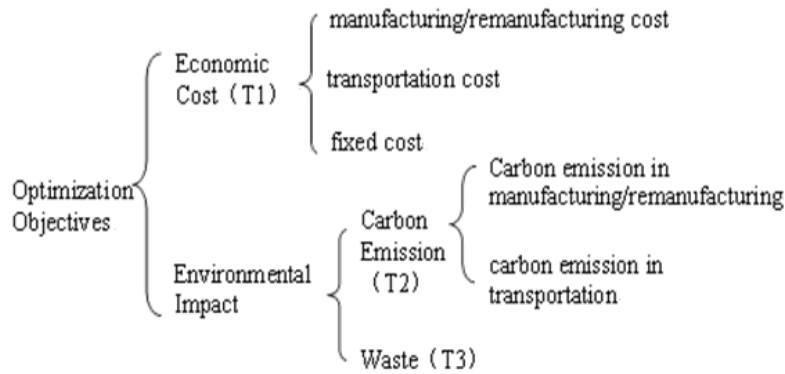 Optimization
Objectives
Economic
Cost（T1）
manufacturing/remanufacturing cost
transportation cost
fixed cost
Environmental
Impact
Carbon
Emission
（T2）
Carbon emission in
manufacturing/remanufacturing
carbon emission in
transportation
Waste（T3）